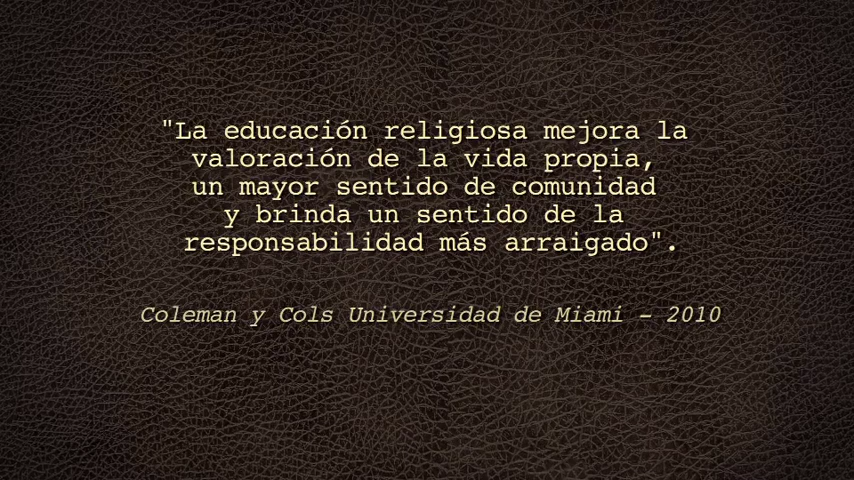 "La educación religiosa mejora la
valoración de la vida propia,
un mayor sentido de comunidad
y brinda un sentido de la
responsabilidad más arraigado".
Coleman y Cols Universidad de Miami - 2010